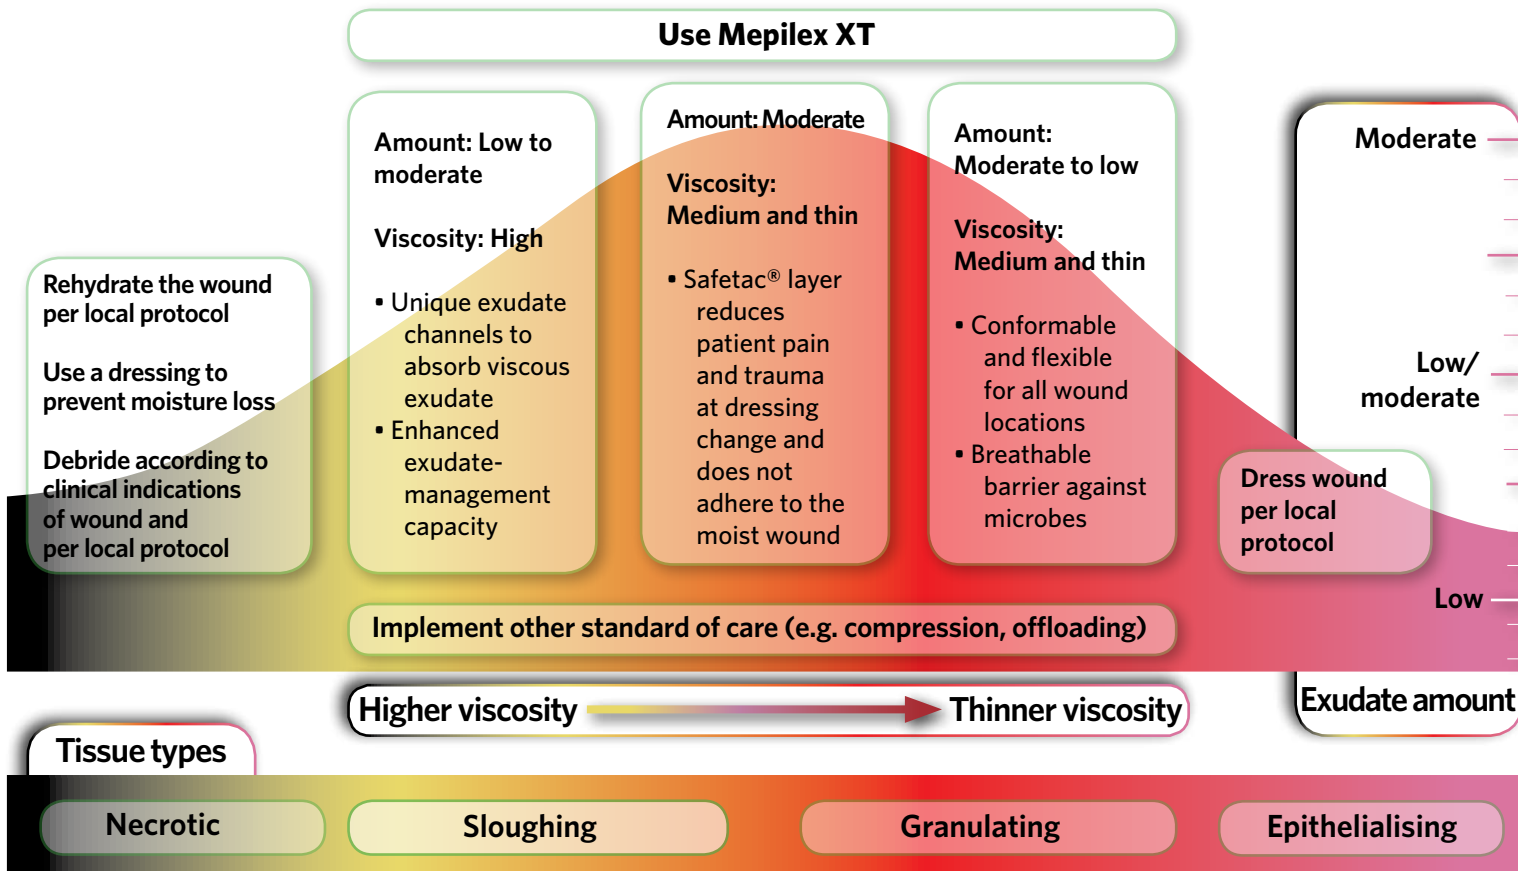 Use Mepilex XT
Rehydrate the wound
per local protocol
Use a dressing to
prevent moisture loss
Debride according to
clinical indications
of wound and
per local protocol
Amount: Low to
moderate
Viscosity: High
• Unique exudate
channels to
absorb viscous
exudate
• Enhanced
exudate-
management
capacity
Amount: Moderate
Viscosity:
Medium and thin
• Safetac® layer
reduces
patient pain
and trauma
at dressing
change and
does not
adhere to the
moist wound
Amount:
Moderate to low
Viscosity:
Medium and thin
• Conformable
and flexible
for all wound
locations
• Breathable
barrier against
microbes
Dress wound
per local
protocol
Moderate
Low/
moderate
Low
Exudate amount
Implement other standard of care (e.g. compression, offloading)
Higher viscosity
Thinner viscosity
Tissue types
Necrotic
Sloughing
Granulating
Epithelialising